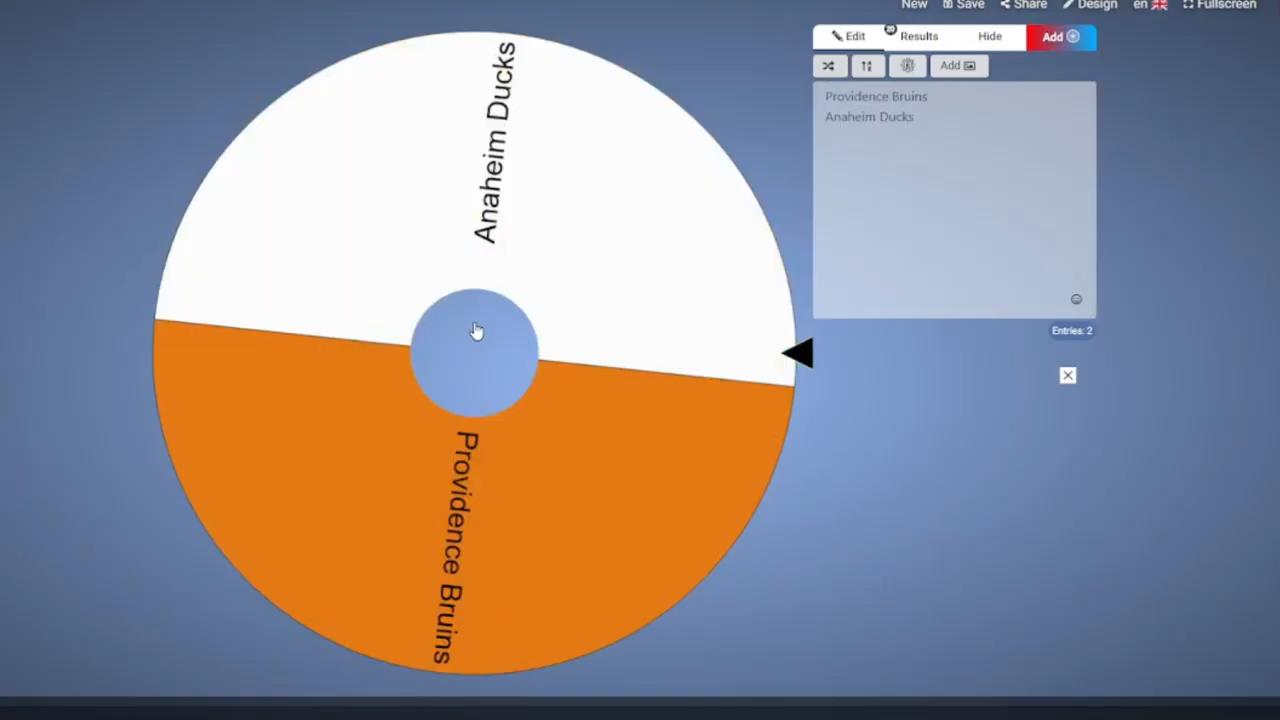 New Save Share Design en Fullscreen
Edit 20 Results Hide Add
Add
Providence Bruins
Anaheim Ducks
Entries: 2
Anaheim Ducks
Providence Bruins